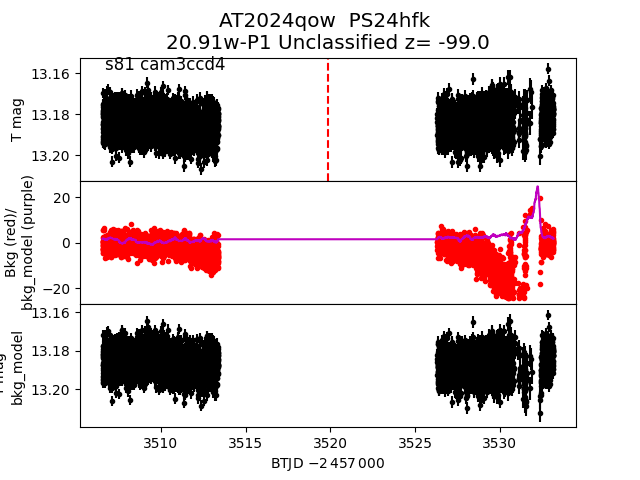 AT2024qow  PS24hfk
20.91w-P1 Unclassified z= -99.0
s81 cam3ccd4
13.16
13.18
13.20
T mag
20
0
−20
Bkg (red)/
bkg_model (purple)
13.16
13.18
13.20
bkg_model
3510
3515
3520
3525
3530
BTJD −2 457 000